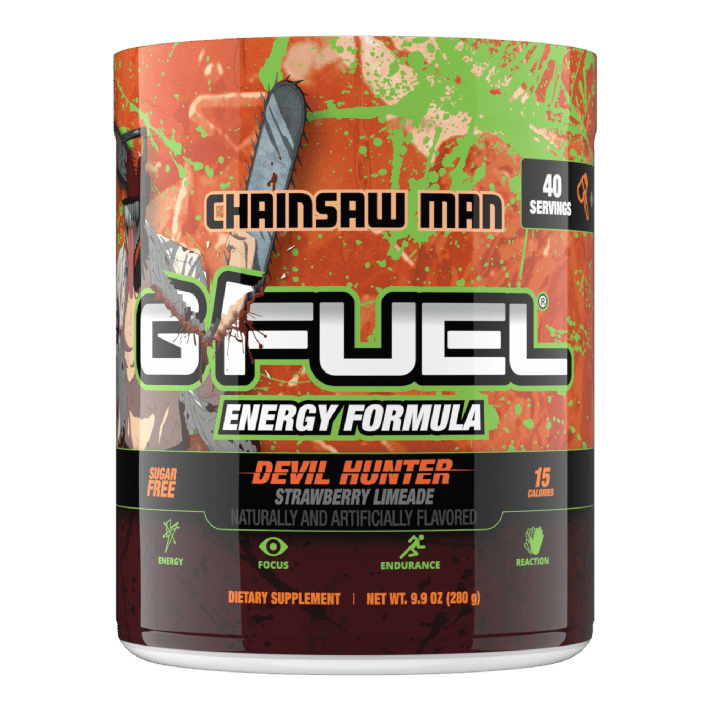 CHAINSAW MAN
40
SERVINGS
G FUEL®
ENERGY FORMULA
SUGAR
FREE
DEVIL HUNTER
STRAWBERRY LIMEADE
NATURALLY AND ARTIFICIALLY FLAVORED
15
CALORIES
ENERGY
FOCUS
ENDURANCE
REACTION
DIETARY SUPPLEMENT | NET WT. 9.9 OZ (280 g)